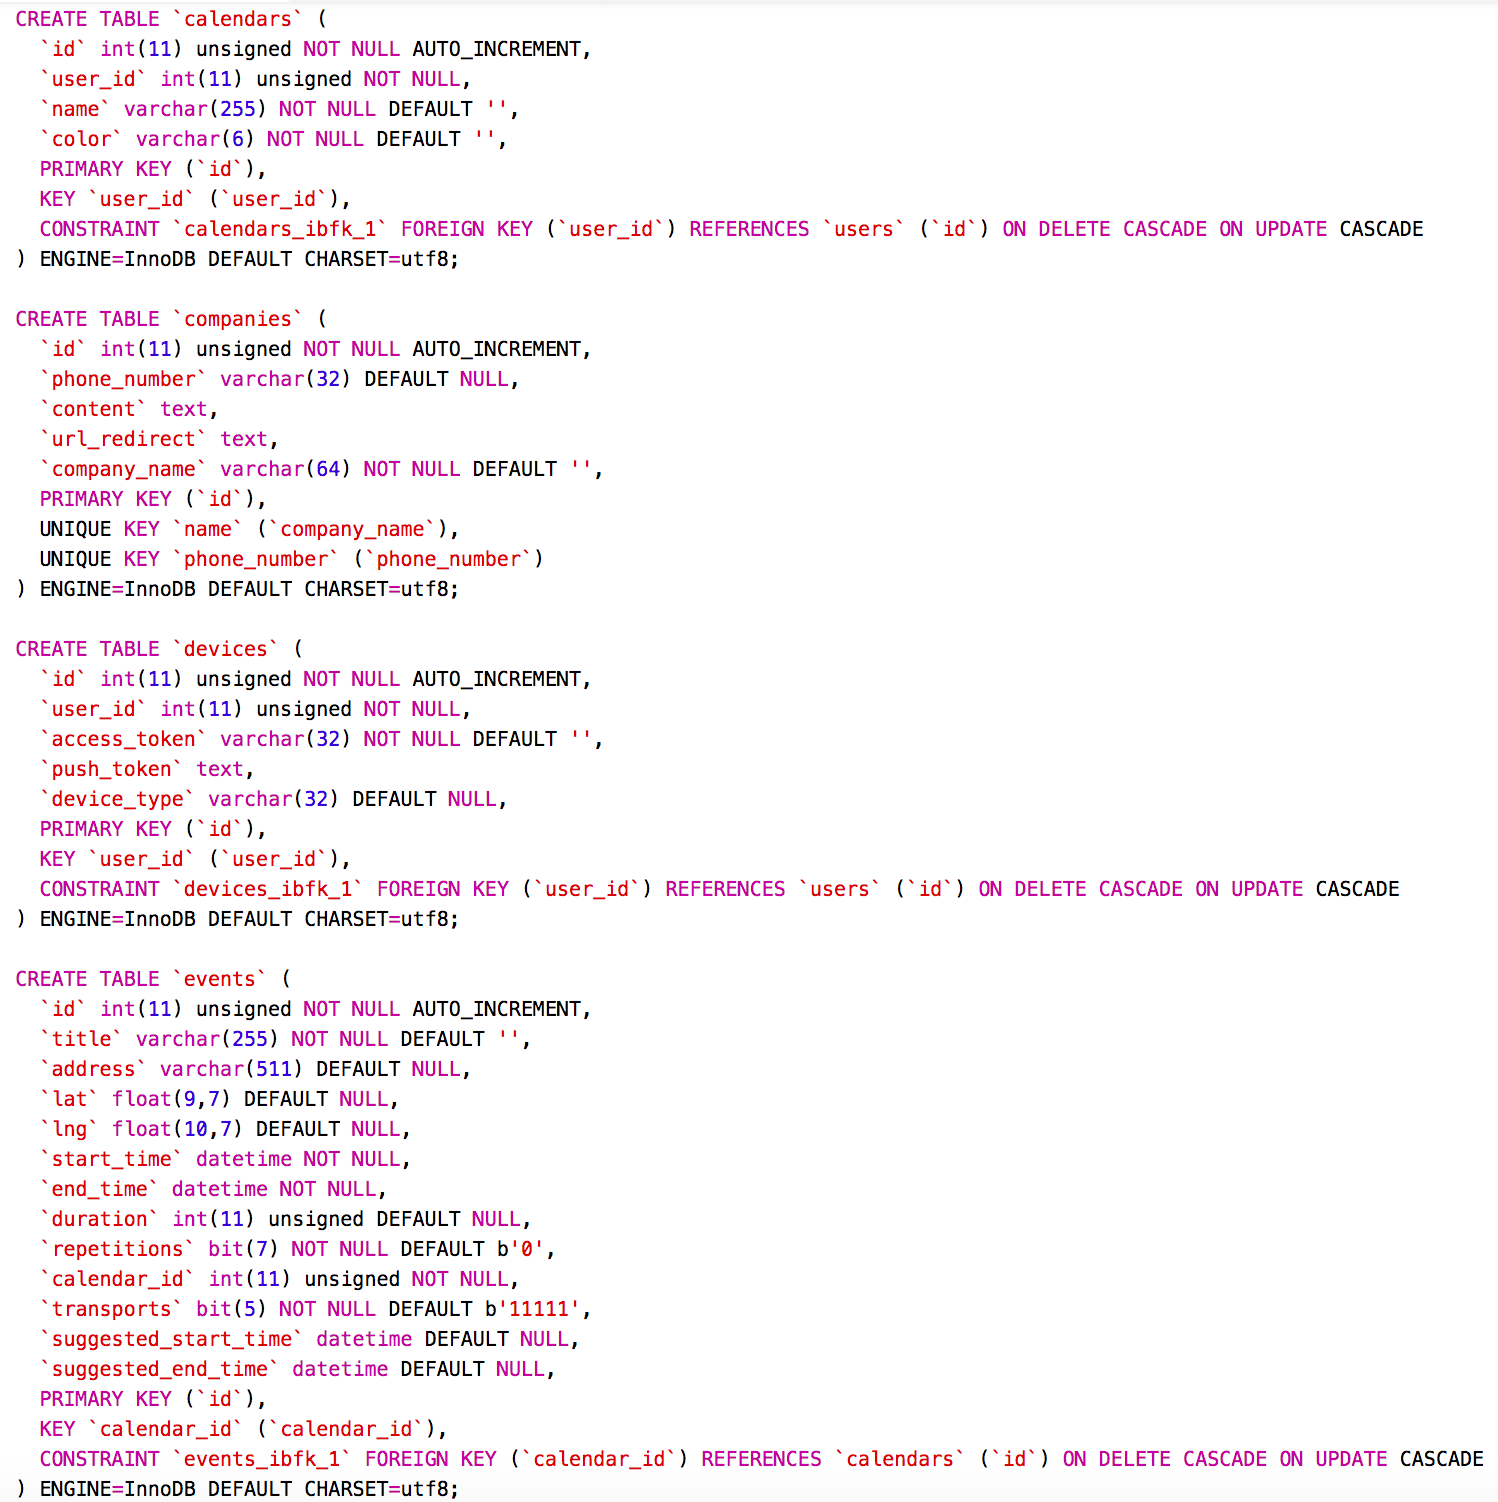 CREATE TABLE `calendars` (
  `id` int(11) unsigned NOT NULL AUTO_INCREMENT,
  `user_id` int(11) unsigned NOT NULL,
  `name` varchar(255) NOT NULL DEFAULT '',
  `color` varchar(6) NOT NULL DEFAULT '',
  PRIMARY KEY (`id`),
  KEY `user_id` (`user_id`),
  CONSTRAINT `calendars_ibfk_1` FOREIGN KEY (`user_id`) REFERENCES `users` (`id`) ON DELETE CASCADE ON UPDATE CASCADE
) ENGINE=InnoDB DEFAULT CHARSET=utf8;

CREATE TABLE `companies` (
  `id` int(11) unsigned NOT NULL AUTO_INCREMENT,
  `phone_number` varchar(32) DEFAULT NULL,
  `content` text,
  `url_redirect` text,
  `company_name` varchar(64) NOT NULL DEFAULT '',
  PRIMARY KEY (`id`),
  UNIQUE KEY `name` (`company_name`),
  UNIQUE KEY `phone_number` (`phone_number`)
) ENGINE=InnoDB DEFAULT CHARSET=utf8;

CREATE TABLE `devices` (
  `id` int(11) unsigned NOT NULL AUTO_INCREMENT,
  `user_id` int(11) unsigned NOT NULL,
  `access_token` varchar(32) NOT NULL DEFAULT '',
  `push_token` text,
  `device_type` varchar(32) DEFAULT NULL,
  PRIMARY KEY (`id`),
  KEY `user_id` (`user_id`),
  CONSTRAINT `devices_ibfk_1` FOREIGN KEY (`user_id`) REFERENCES `users` (`id`) ON DELETE CASCADE ON UPDATE CASCADE
) ENGINE=InnoDB DEFAULT CHARSET=utf8;

CREATE TABLE `events` (
  `id` int(11) unsigned NOT NULL AUTO_INCREMENT,
  `title` varchar(255) NOT NULL DEFAULT '',
  `address` varchar(511) DEFAULT NULL,
  `lat` float(9,7) DEFAULT NULL,
  `lng` float(10,7) DEFAULT NULL,
  `start_time` datetime NOT NULL,
  `end_time` datetime NOT NULL,
  `duration` int(11) unsigned DEFAULT NULL,
  `repetitions` bit(7) NOT NULL DEFAULT b'0',
  `calendar_id` int(11) unsigned NOT NULL,
  `transports` bit(5) NOT NULL DEFAULT b'11111',
  `suggested_start_time` datetime DEFAULT NULL,
  `suggested_end_time` datetime DEFAULT NULL,
  PRIMARY KEY (`id`),
  KEY `calendar_id` (`calendar_id`),
  CONSTRAINT `events_ibfk_1` FOREIGN KEY (`calendar_id`) REFERENCES `calendars` (`id`) ON DELETE CASCADE ON UPDATE CASCADE
) ENGINE=InnoDB DEFAULT CHARSET=utf8;